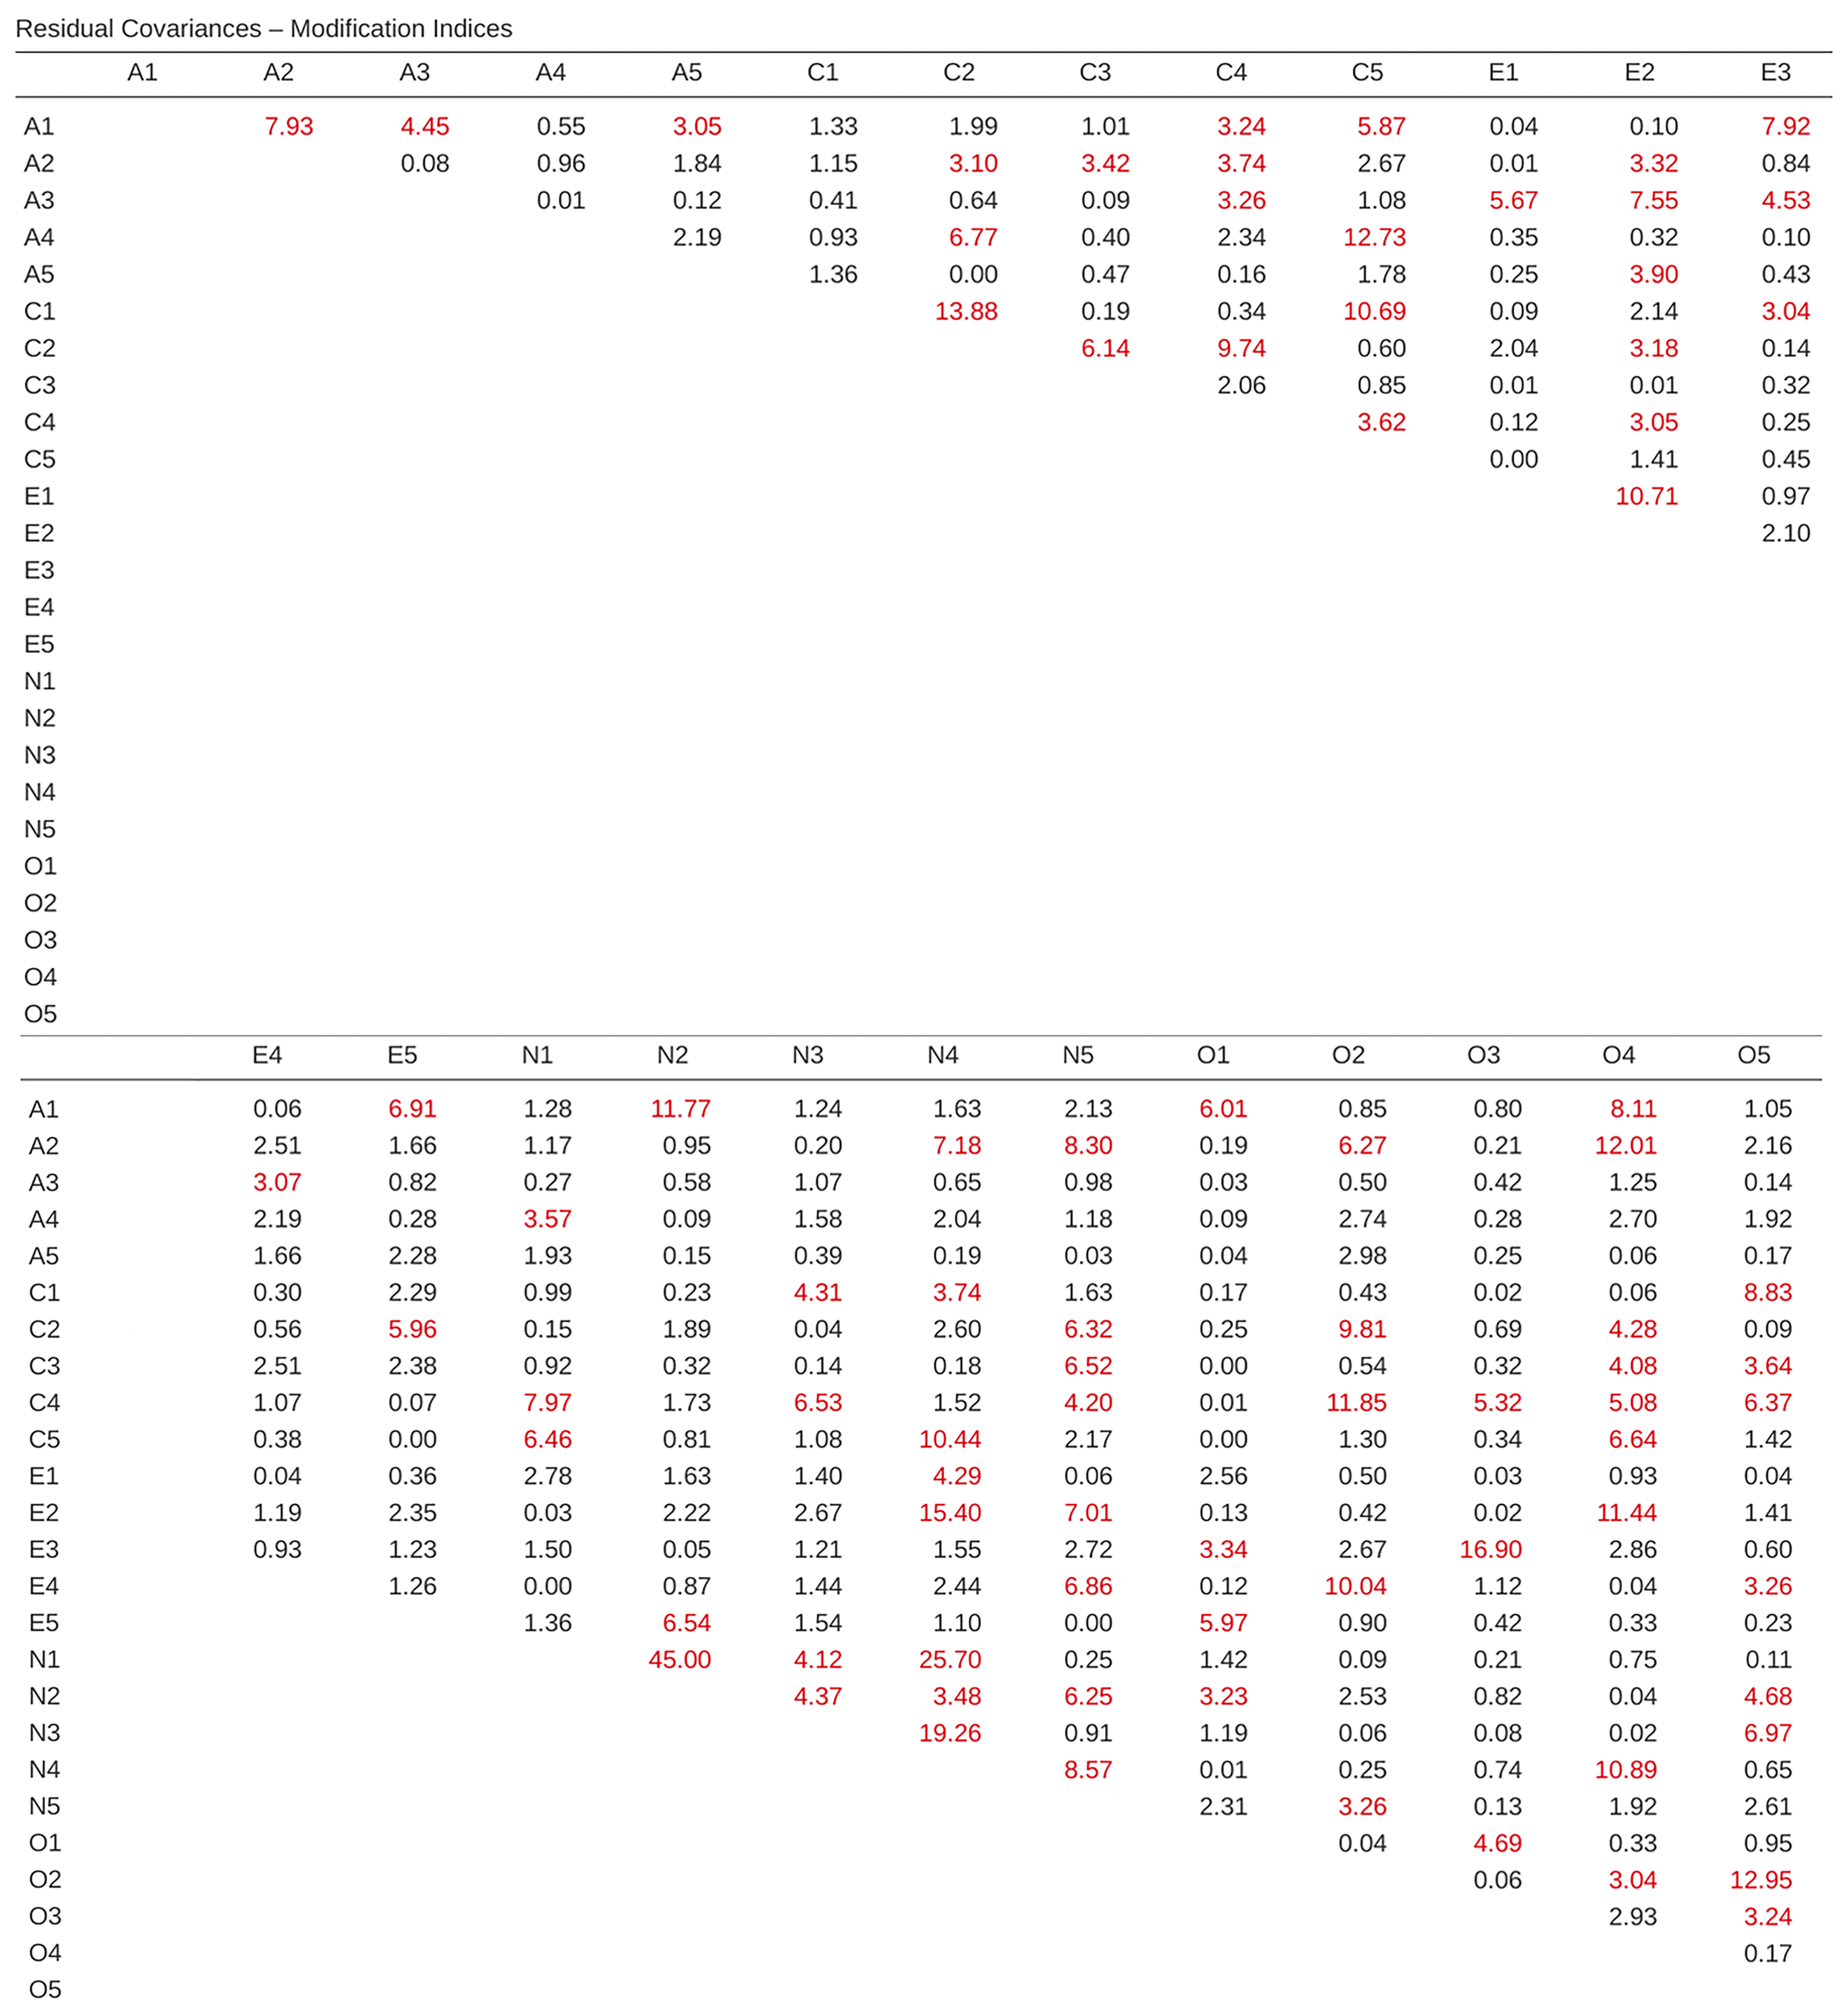 Residual Covariances – Modification Indices
A1 A2 A3 A4 A5 C1 C2 C3 C4 C5 E1 E2 E3
A1 7.93 4.45 0.55 3.05 1.33 1.99 1.01 3.24 5.87 0.04 0.10 7.92
A2 0.08 0.96 1.84 1.15 3.10 3.42 3.74 2.67 0.01 3.32 0.84
A3 0.01 0.12 0.41 0.64 0.09 3.26 1.08 5.67 7.55 4.53
A4 2.19 0.93 6.77 0.40 2.34 12.73 0.35 0.32 0.10
A5 1.36 0.00 0.47 0.16 1.78 0.25 3.90 0.43
C1 13.88 0.19 0.34 10.69 0.09 2.14 3.04
C2 6.14 9.74 0.60 2.04 3.18 0.14
C3 2.06 0.85 0.01 0.01 0.32
C4 3.62 0.12 3.05 0.25
C5 0.00 1.41 0.45
E1 10.71 0.97
E2 2.10
E3
E4
E5
N1
N2
N3
N4
N5
O1
O2
O3
O4
O5
E4 E5 N1 N2 N3 N4 N5 O1 O2 O3 O4 O5
A1 0.06 6.91 1.28 11.77 1.24 1.63 2.13 6.01 0.85 0.80 8.11 1.05
A2 2.51 1.66 1.17 0.95 0.20 7.18 8.30 0.19 6.27 0.21 12.01 2.16
A3 3.07 0.82 0.27 0.58 1.07 0.65 0.98 0.03 0.50 0.42 1.25 0.14
A4 2.19 0.28 3.57 0.09 1.58 2.04 1.18 0.09 2.74 0.28 2.70 1.92
A5 1.66 2.28 1.93 0.15 0.39 0.19 0.03 0.04 2.98 0.25 0.06 0.17
C1 0.30 2.29 0.99 0.23 4.31 3.74 1.63 0.17 0.43 0.02 0.06 8.83
C2 0.56 5.96 0.15 1.89 0.04 2.60 6.32 0.25 9.81 0.69 4.28 0.09
C3 2.51 2.38 0.92 0.32 0.14 0.18 6.52 0.00 0.54 0.32 4.08 3.64
C4 1.07 0.07 7.97 1.73 6.53 1.52 4.20 0.01 11.85 5.32 5.08 6.37
C5 0.38 0.00 6.46 0.81 1.08 10.44 2.17 0.00 1.30 0.34 6.64 1.42
E1 0.04 0.36 2.78 1.63 1.40 4.29 0.06 2.56 0.50 0.03 0.93 0.04
E2 1.19 2.35 0.03 2.22 2.67 15.40 7.01 0.13 0.42 0.02 11.44 1.41
E3 0.93 1.23 1.50 0.05 1.21 1.55 2.72 3.34 2.67 16.90 2.86 0.60
E4 1.26 0.00 0.87 1.44 2.44 6.86 0.12 10.04 1.12 0.04 3.26
E5 1.36 6.54 1.54 1.10 0.00 5.97 0.90 0.42 0.33 0.23
N1 45.00 4.12 25.70 0.25 1.42 0.09 0.21 0.75 0.11
N2 4.37 3.48 6.25 3.23 2.53 0.82 0.04 4.68
N3 19.26 0.91 1.19 0.06 0.08 0.02 6.97
N4 8.57 0.01 0.25 0.74 10.89 0.65
N5 2.31 3.26 0.13 1.92 2.61
O1 0.04 4.69 0.33 0.95
O2 0.06 3.04 12.95
O3 2.93 3.24
O4 0.17
O5